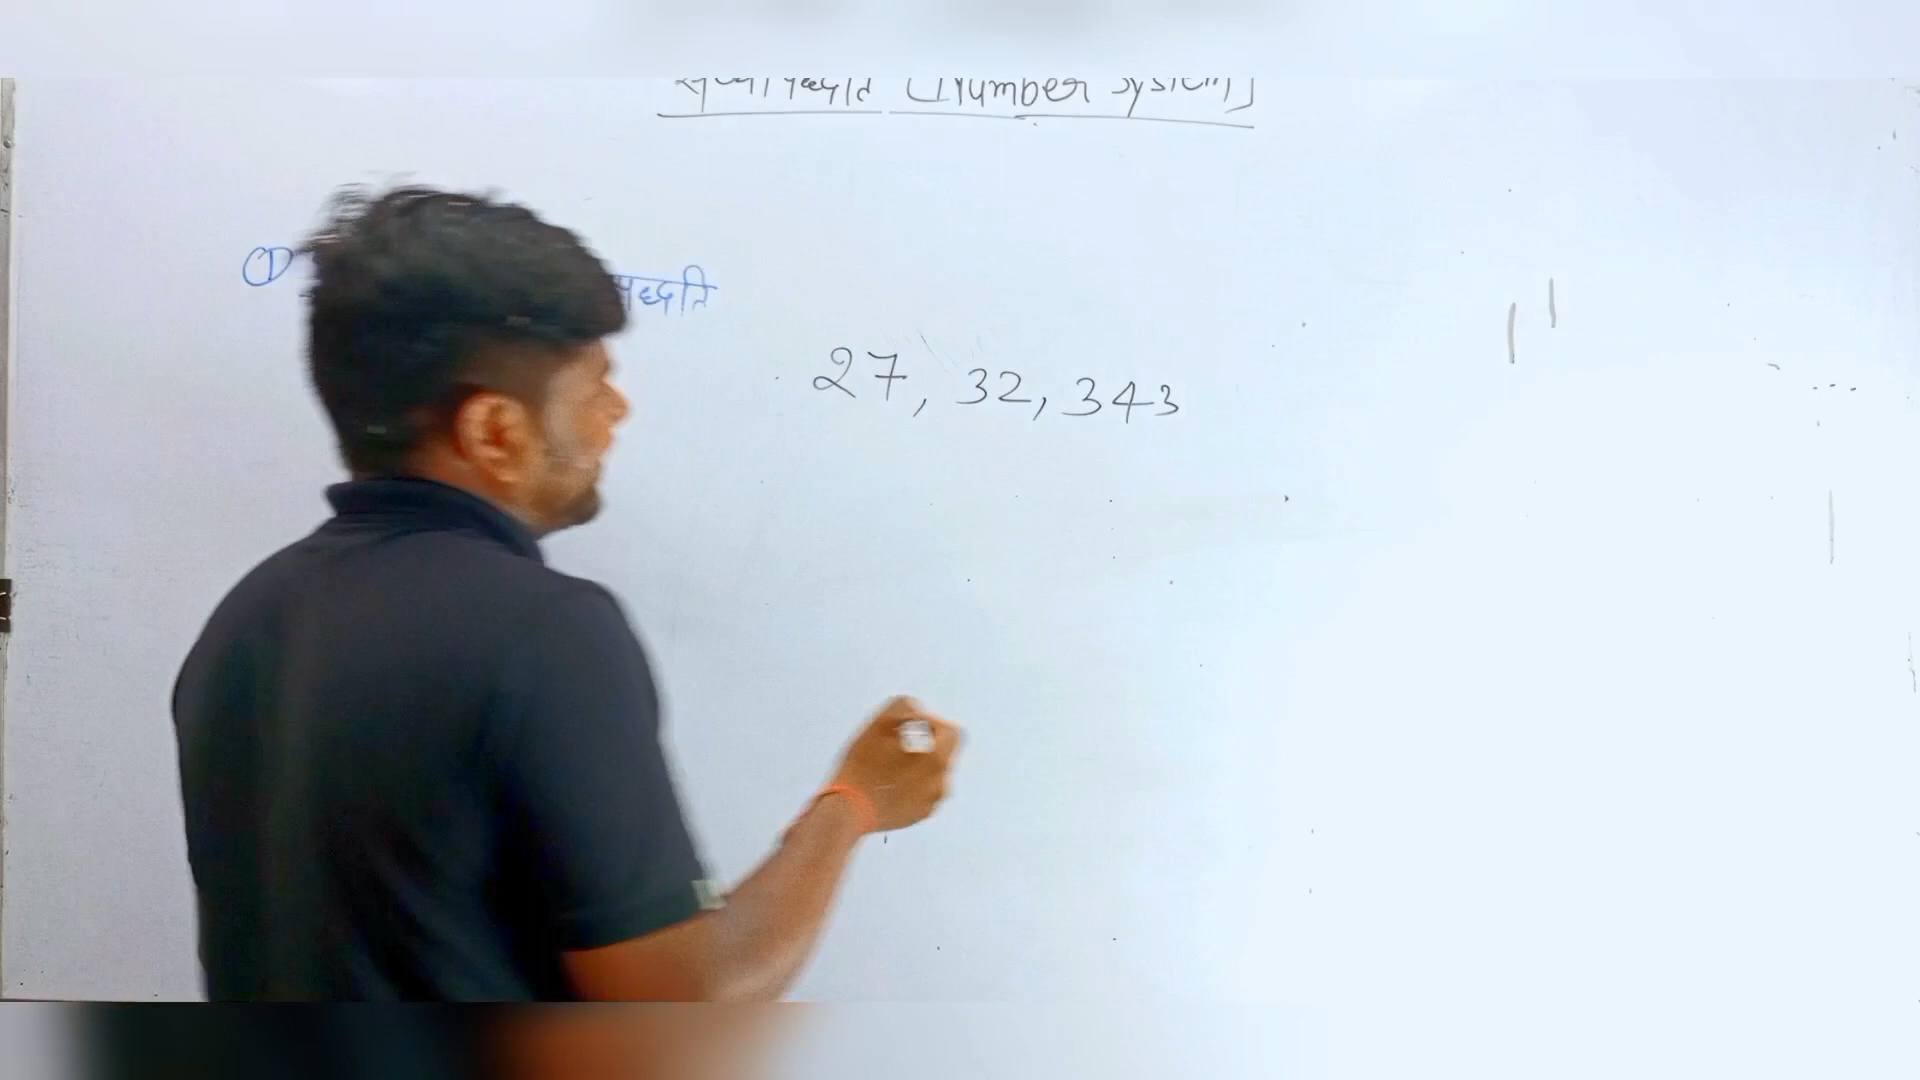 संख्या पद्धति (Number System)
① पद्धति
27, 32, 343